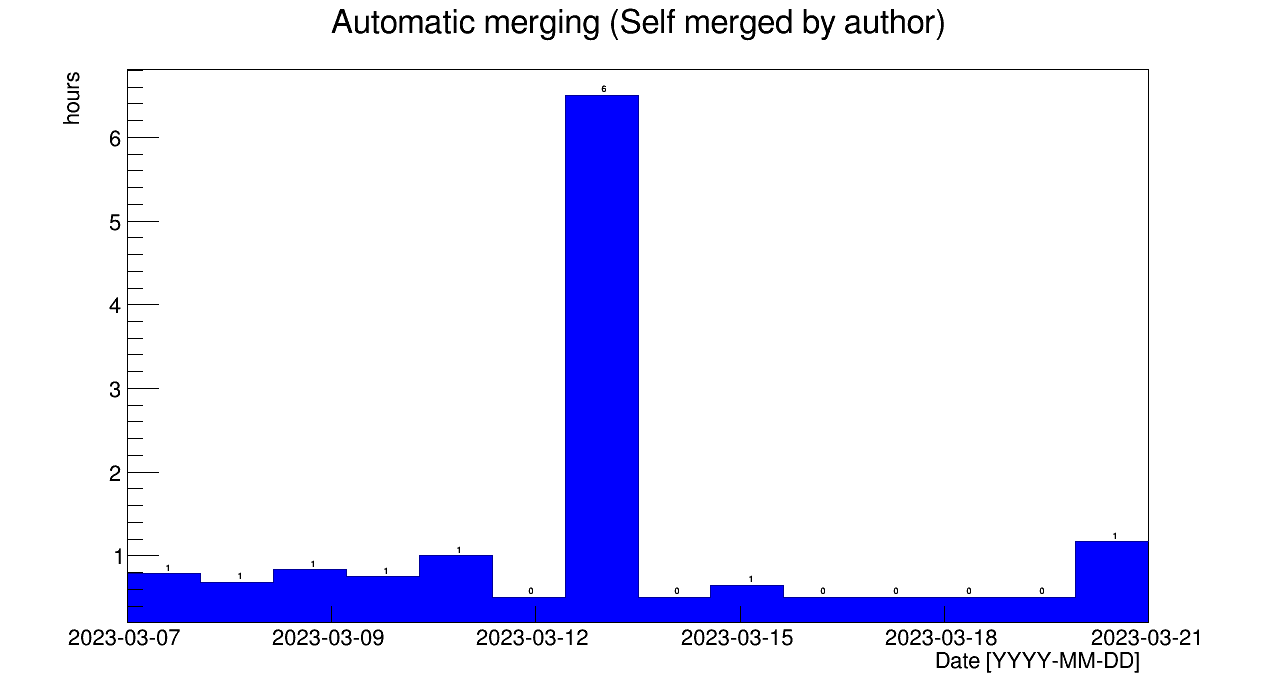 Automatic merging (Self merged by author)
hours
6
5
4
3
2
1
1 1 1 1 1 0 6 0 1 0 0 0 0 1
2023-03-07 2023-03-09 2023-03-12 2023-03-15 2023-03-18 2023-03-21
Date [YYYY-MM-DD]